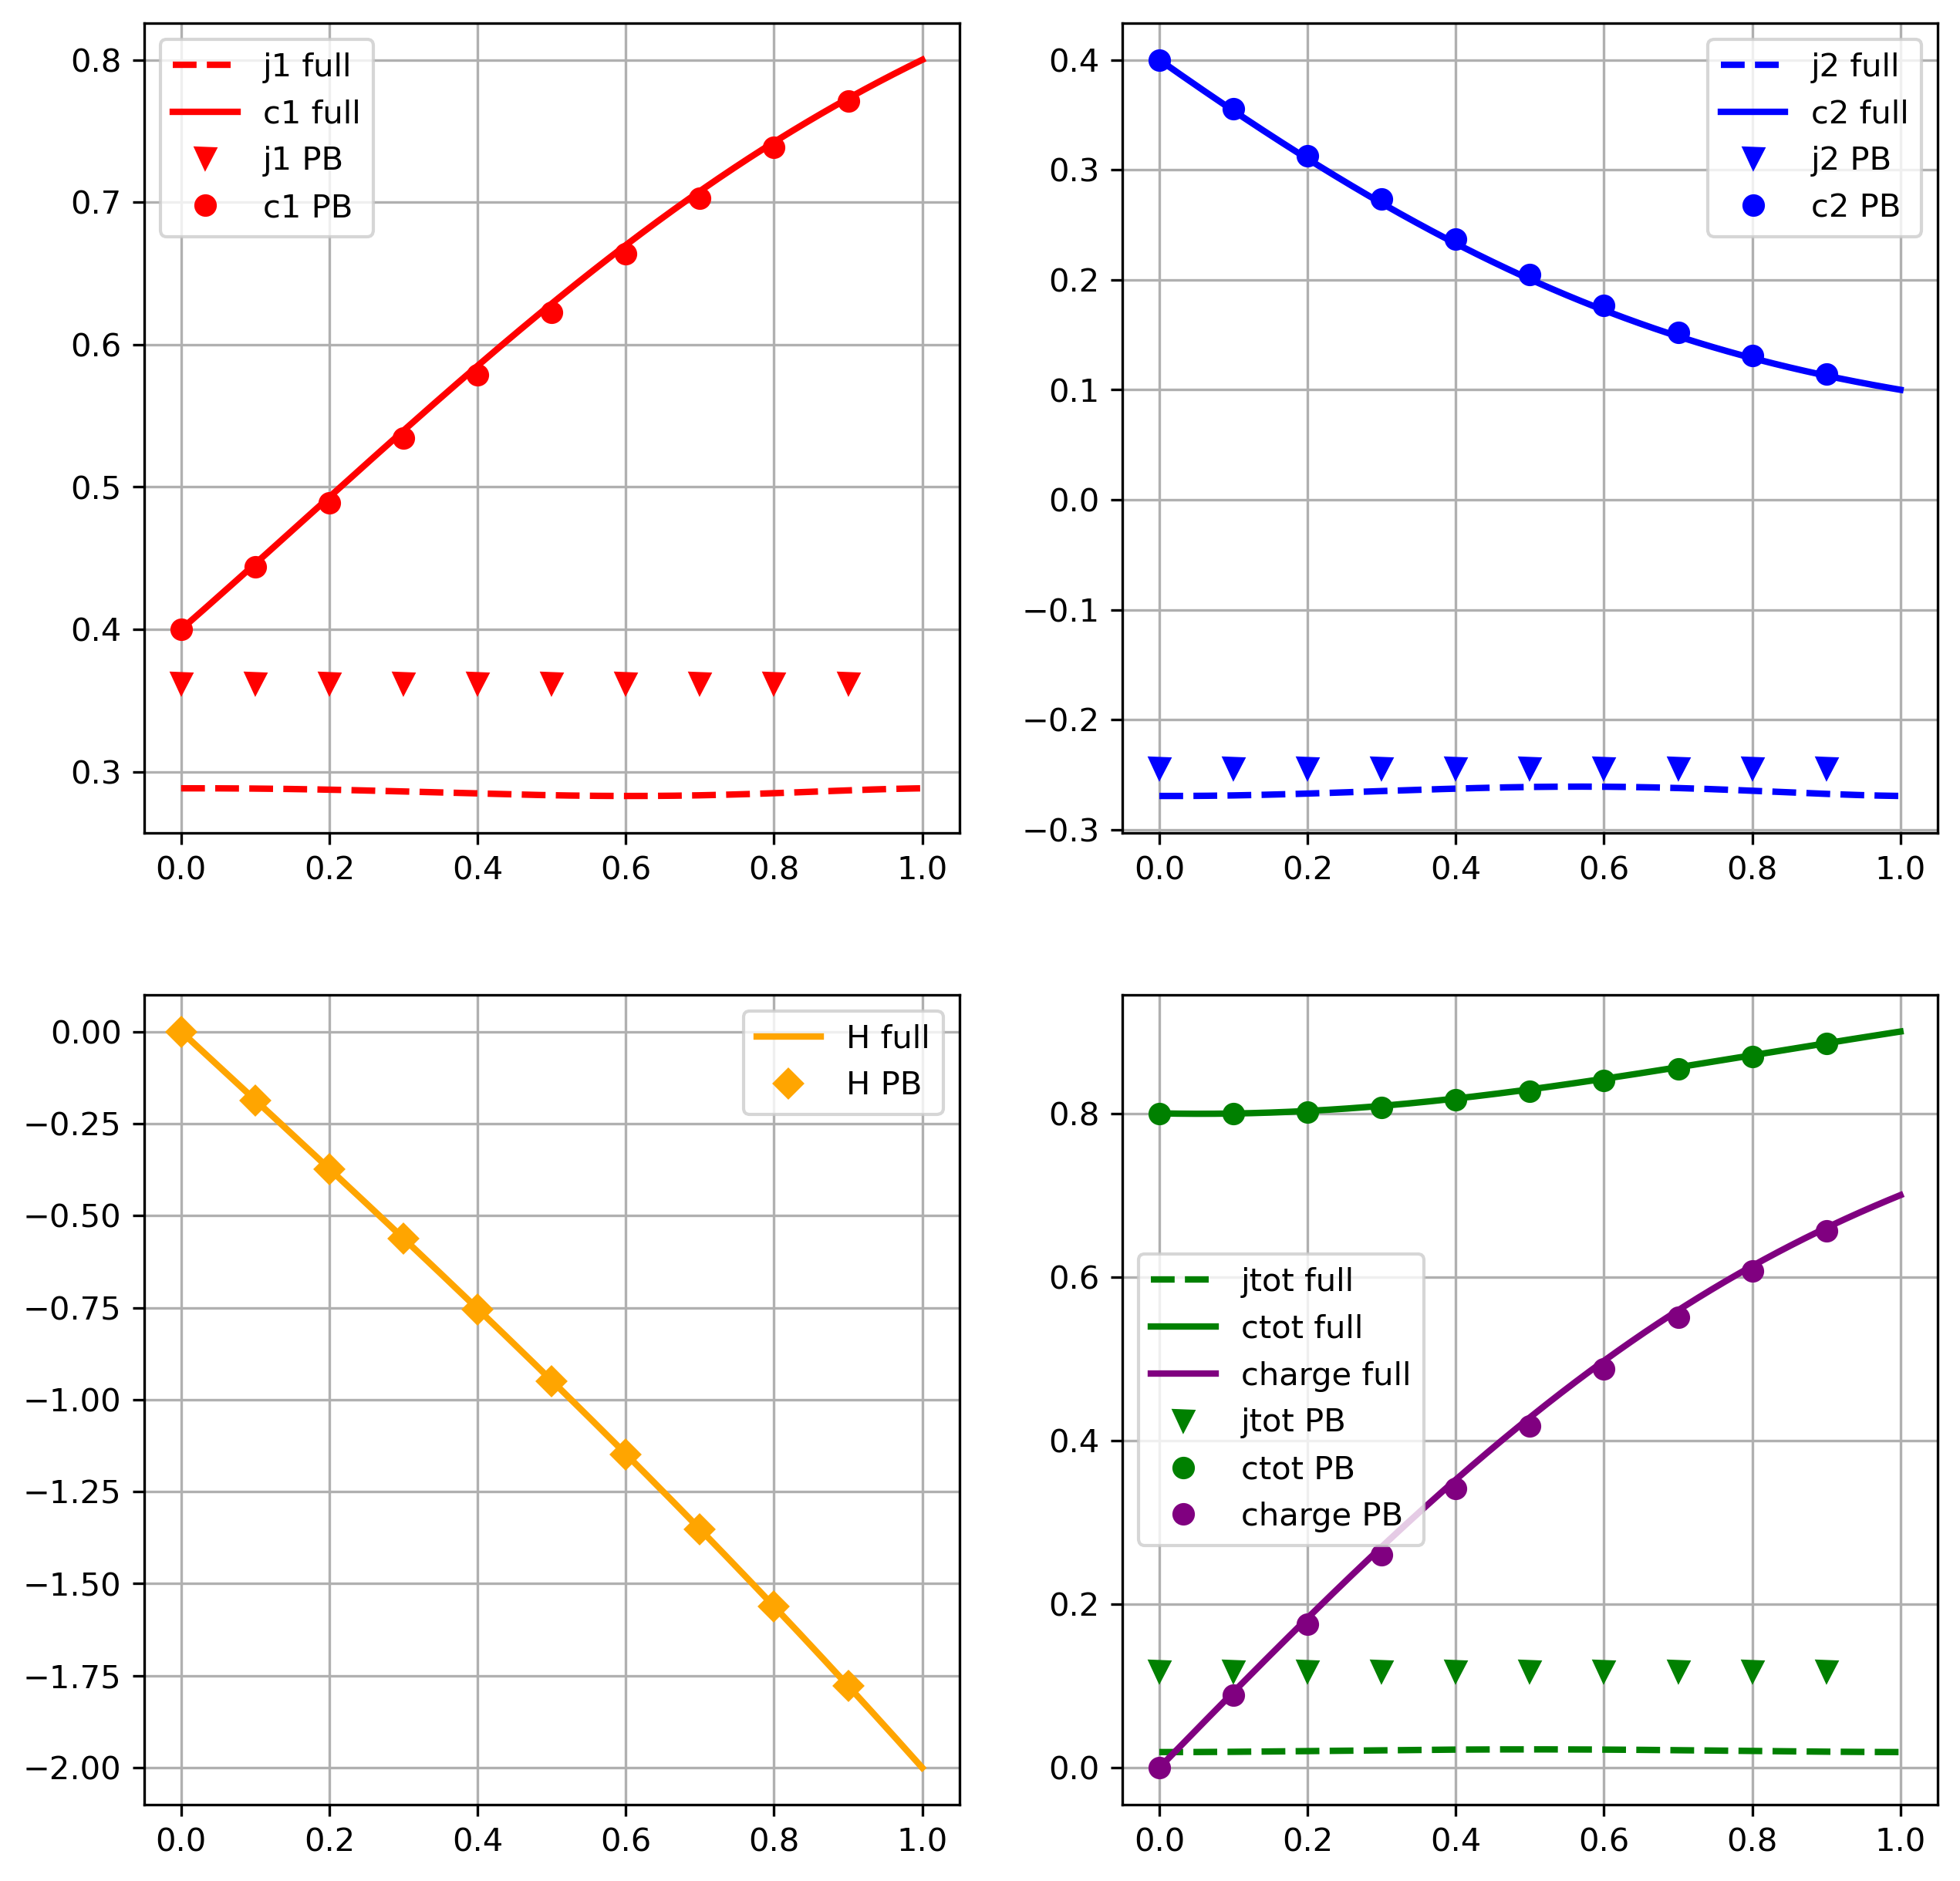 0.8
0.7
0.6
0.5
0.4
0.3
j1 full
c1 full
j1 PB
c1 PB
0.0 0.2 0.4 0.6 0.8 1.0
0.4
0.3
0.2
0.1
0.0
−0.1
−0.2
−0.3
j2 full
c2 full
j2 PB
c2 PB
0.0 0.2 0.4 0.6 0.8 1.0
0.00
−0.25
−0.50
−0.75
−1.00
−1.25
−1.50
−1.75
−2.00
H full
H PB
0.0 0.2 0.4 0.6 0.8 1.0
0.8
0.6
0.4
0.2
0.0
jtot full
ctot full
charge full
jtot PB
ctot PB
charge PB
0.0 0.2 0.4 0.6 0.8 1.0